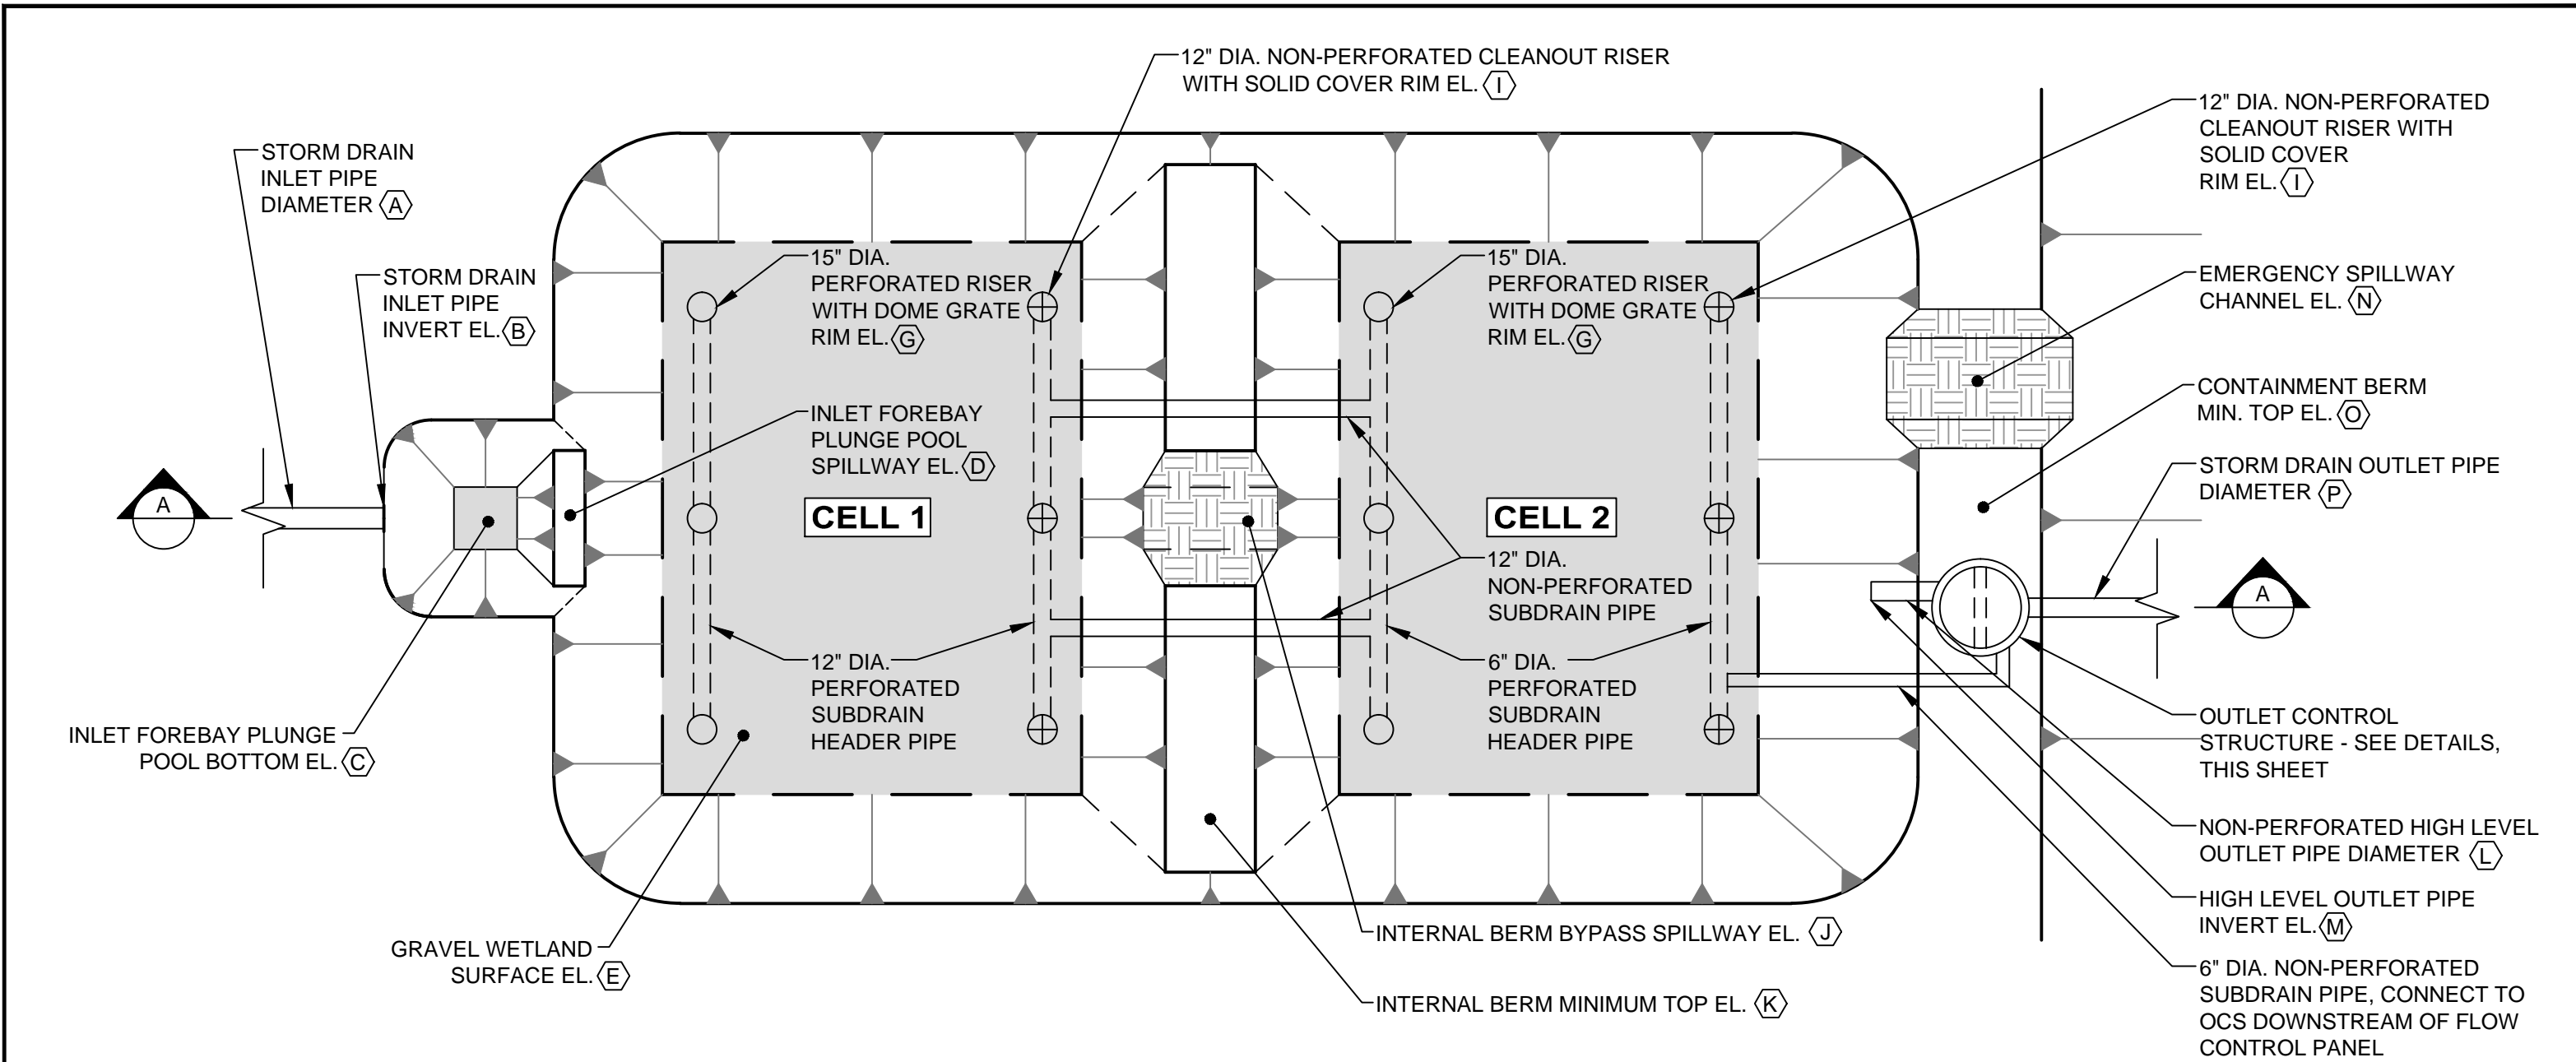 12" DIA. NON-PERFORATED CLEANOUT RISER
WITH SOLID COVER RIM EL. I
12" DIA. NON-PERFORATED
CLEANOUT RISER WITH
SOLID COVER
RIM EL. I
STORM DRAIN
INLET PIPE
DIAMETER A
STORM DRAIN
INLET PIPE
INVERT EL. B
15" DIA.
PERFORATED RISER
WITH DOME GRATE
RIM EL. G
15" DIA.
PERFORATED RISER
WITH DOME GRATE
RIM EL. G
EMERGENCY SPILLWAY
CHANNEL EL. N
CONTAINMENT BERM
MIN. TOP EL. O
INLET FOREBAY
PLUNGE POOL
SPILLWAY EL. D
STORM DRAIN OUTLET PIPE
DIAMETER P
A
CELL 1
CELL 2
A
12" DIA.
NON-PERFORATED
SUBDRAIN PIPE
12" DIA.
PERFORATED
SUBDRAIN
HEADER PIPE
6" DIA.
PERFORATED
SUBDRAIN
HEADER PIPE
INLET FOREBAY PLUNGE
POOL BOTTOM EL. C
OUTLET CONTROL
STRUCTURE - SEE DETAILS,
THIS SHEET
NON-PERFORATED HIGH LEVEL
OUTLET PIPE DIAMETER L
HIGH LEVEL OUTLET PIPE
INVERT EL. M
GRAVEL WETLAND
SURFACE EL. E
INTERNAL BERM BYPASS SPILLWAY EL. J
INTERNAL BERM MINIMUM TOP EL. K
6" DIA. NON-PERFORATED
SUBDRAIN PIPE, CONNECT TO
OCS DOWNSTREAM OF FLOW
CONTROL PANEL